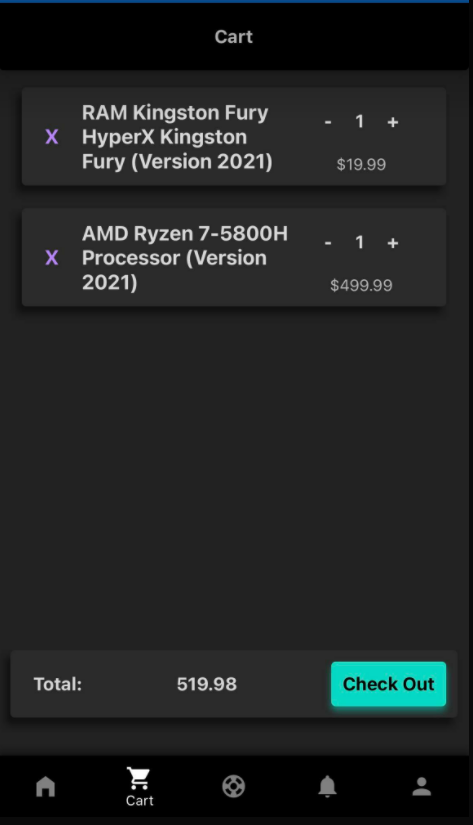 Cart
X
RAM Kingston Fury
HyperX Kingston
Fury (Version 2021)
- 1 +
$19.99
X
AMD Ryzen 7-5800H
Processor (Version
2021)
- 1 +
$499.99
Total: 519.98 Check Out
Cart